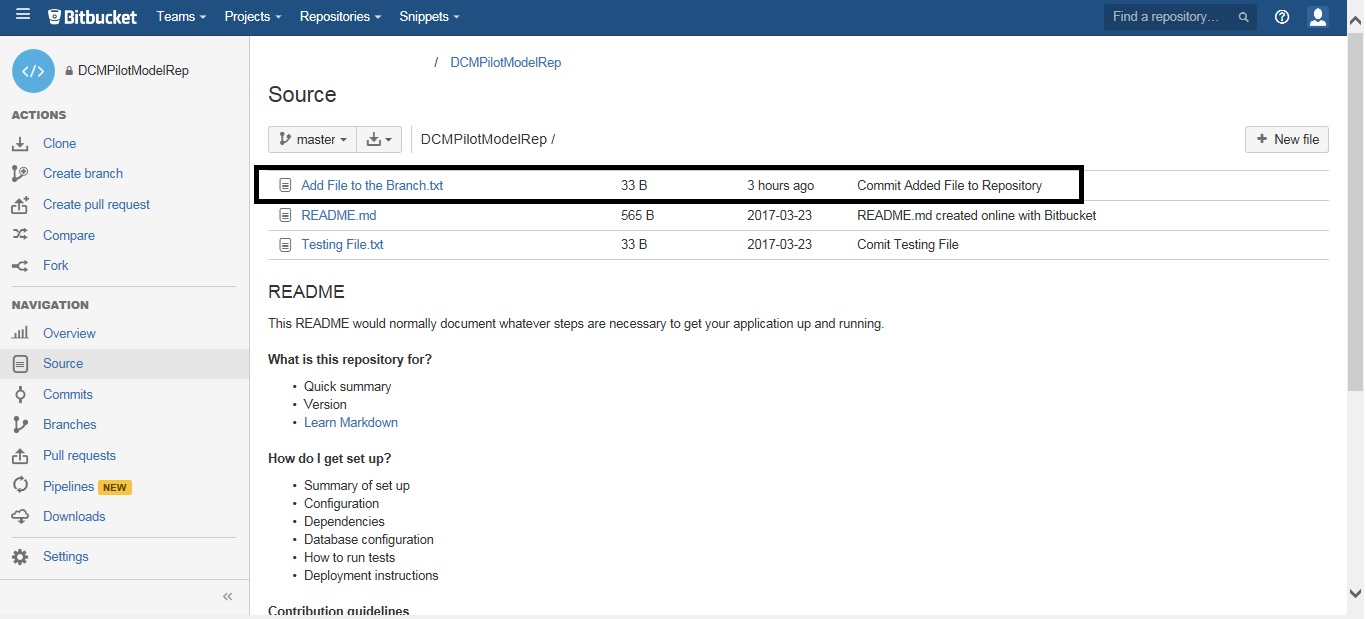 Bitbucket Teams Projects Repositories Snippets Find a repository...
DCMPilotModelRep
ACTIONS
Clone
Create branch
Create pull request
Compare
Fork
NAVIGATION
Overview
Source
Commits
Branches
Pull requests
Pipelines NEW
Downloads
Settings
«
/ DCMPilotModelRep
Source
master DCMPilotModelRep / + New file
Add File to the Branch.txt 33 B 3 hours ago Commit Added File to Repository
README.md 565 B 2017-03-23 README.md created online with Bitbucket
Testing File.txt 33 B 2017-03-23 Comit Testing File
README
This README would normally document whatever steps are necessary to get your application up and running.
What is this repository for?
• Quick summary
• Version
• Learn Markdown
How do I get set up?
• Summary of set up
• Configuration
• Dependencies
• Database configuration
• How to run tests
• Deployment instructions
Contribution guidelines